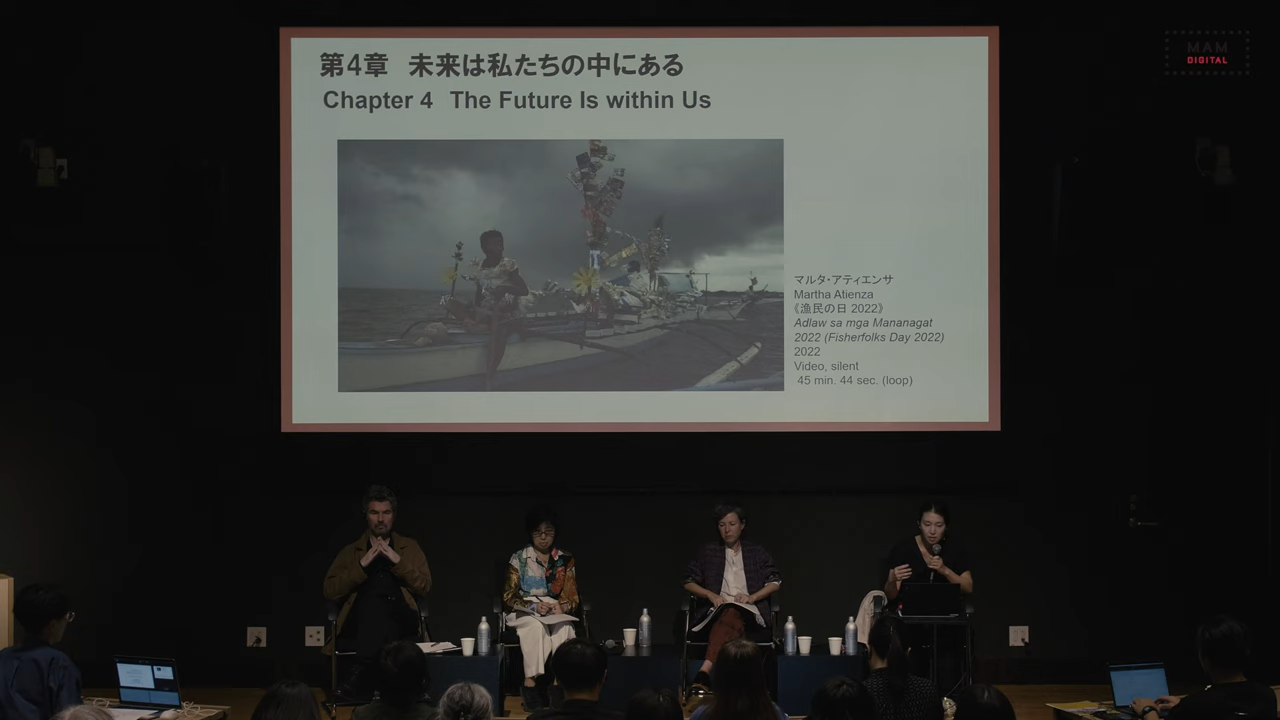 第4章 未来は私たちの中にある
Chapter 4 The Future Is within Us
マルタ・アティエンサ
Martha Atienza
《漁民の日 2022》
Adlaw sa mga Mananagat
2022 (Fisherfolks Day 2022)
2022
Video, silent
45 min. 44 sec. (loop)
MAM
DIGITAL